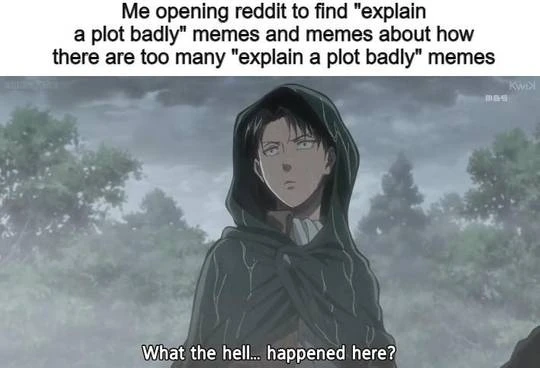 Me opening reddit to find "explain
a plot badly" memes and memes about how
there are too many "explain a plot badly" memes
Kwik
What the hell... happened here?